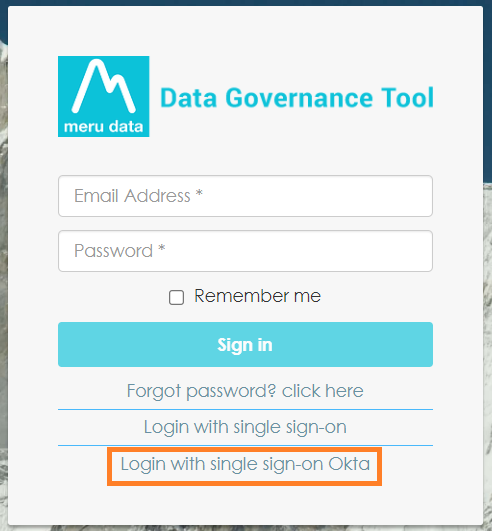 meru data
Data Governance Tool
Email Address *
Password *
Remember me
Sign in
Forgot password? click here
Login with single sign-on
Login with single sign-on Okta